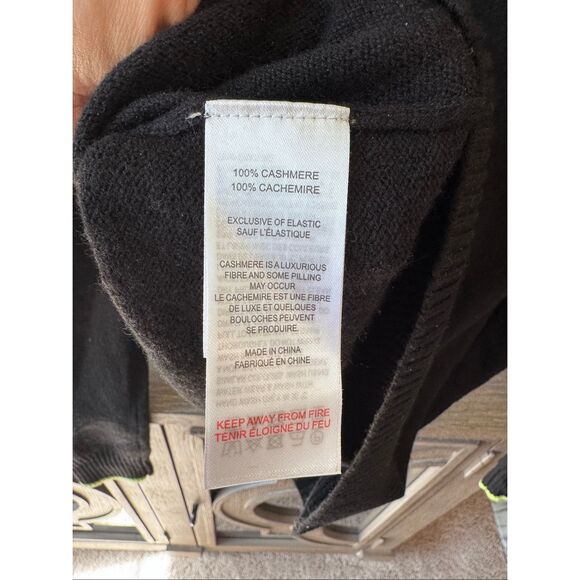 100% CASHMERE
100% CACHEMIRE
EXCLUSIVE OF ELASTIC
SAUF L'ÉLASTIQUE
CASHMERE IS A LUXURIOUS
FIBRE AND SOME PILLING
MAY OCCUR
LE CACHEMIRE EST UNE FIBRE
DE LUXE ET QUELQUES
BOULOCHES PEUVENT
SE PRODUIRE.
MADE IN CHINA
FABRIQUÉ EN CHINE
KEEP AWAY FROM FIRE
TENIR ÉLOIGNÉ DU FEU